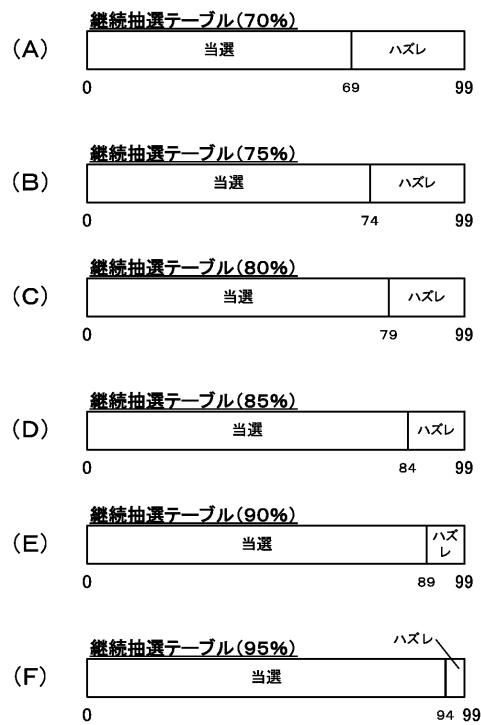 継続抽選テーブル(70%)
(A) 当選 ハズレ
0 69 99
継続抽選テーブル(75%)
(B) 当選 ハズレ
0 74 99
継続抽選テーブル(80%)
(C) 当選 ハズレ
0 79 99
継続抽選テーブル(85%)
(D) 当選 ハズレ
0 84 99
継続抽選テーブル(90%)
(E) 当選 ハズ
レ
0 89 99
継続抽選テーブル(95%)
ハズレ
(F) 当選
0 94 99